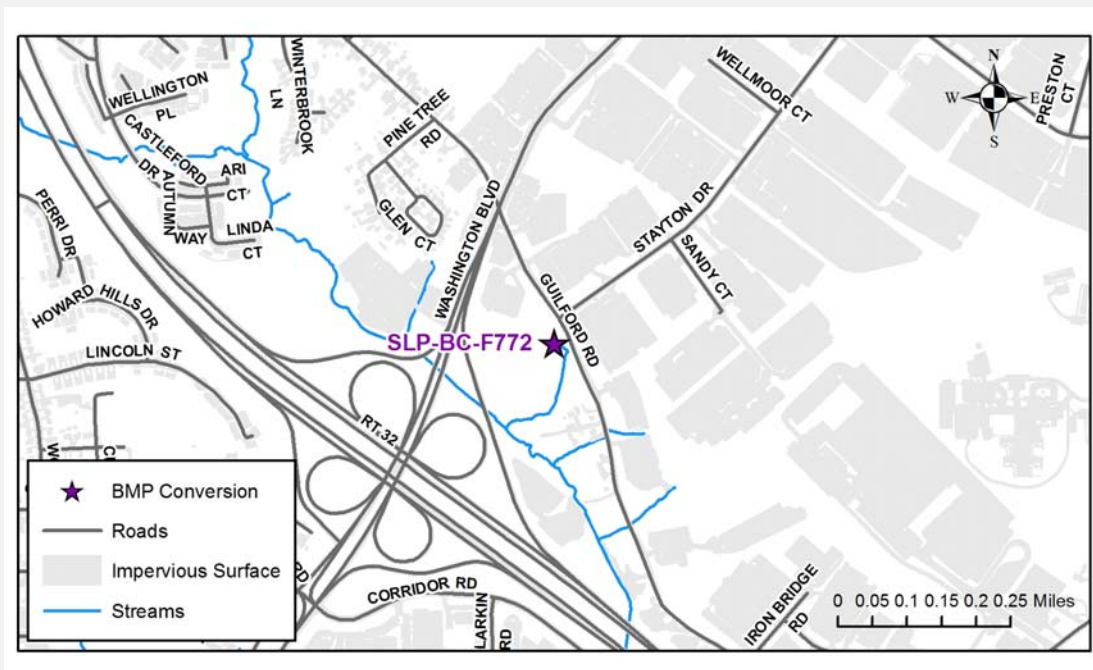 WELLINGTON
PL
CASTLEFORD
DR
WINTERBROOK
LN
PINE TREE
RD
WELLMOOR CT
N
W
E
S
PRESTON
CT
ARI
CT
AUTUMN
WAY
LINDA
CT
GLEN CT
WASHINGTON BLVD
STAYTON DR
SANDY CT
PERRI DR
HOWARD HILLS DR
LINCOLN ST
GUILFORD RD
SLP-BC-F772
RT 32
CORRIDOR RD
LARKIN
RD
IRON BRIDGE
RD
RD
BMP Conversion
Roads
Impervious Surface
Streams
0 0.05 0.1 0.15 0.2 0.25 Miles